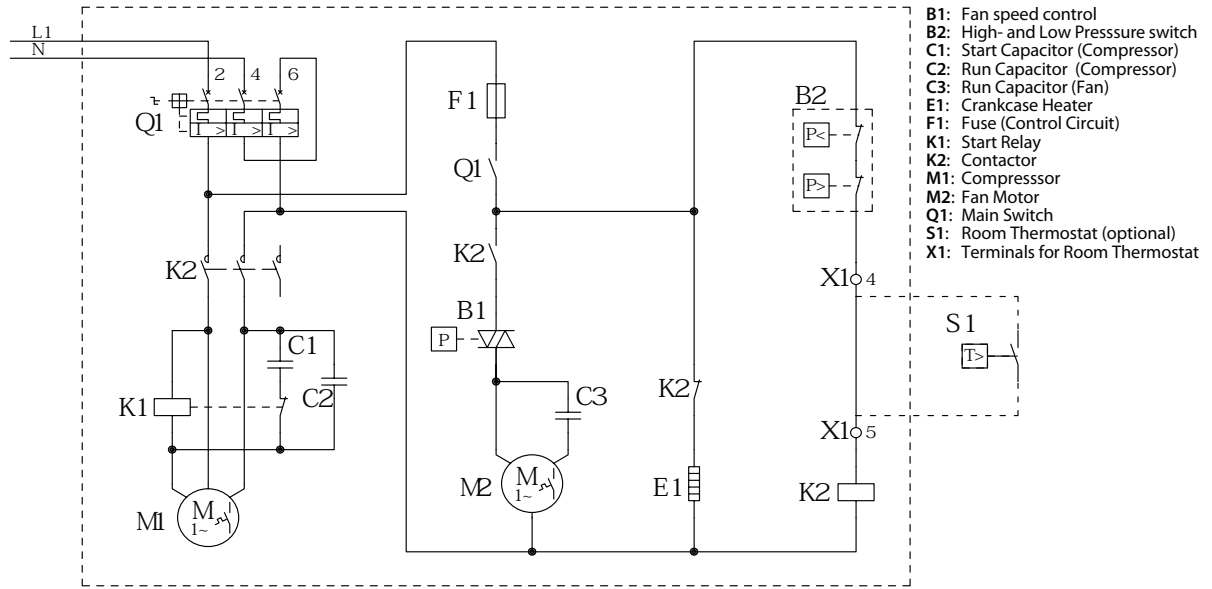 L1
N
2 4 6
Q1
I > I > I >
K2
C1
C2
K1
M1
M
1~
F1
Q1
K2
B1
P
C3
M2
M
1~
K2
E1
B2
P<
P>
X1 4
S1
T>
X1 5
K2
B1: Fan speed control
B2: High- and Low Presssure switch
C1: Start Capacitor (Compressor)
C2: Run Capacitor (Compressor)
C3: Run Capacitor (Fan)
E1: Crankcase Heater
F1: Fuse (Control Circuit)
K1: Start Relay
K2: Contactor
M1: Compresssor
M2: Fan Motor
Q1: Main Switch
S1: Room Thermostat (optional)
X1: Terminals for Room Thermostat